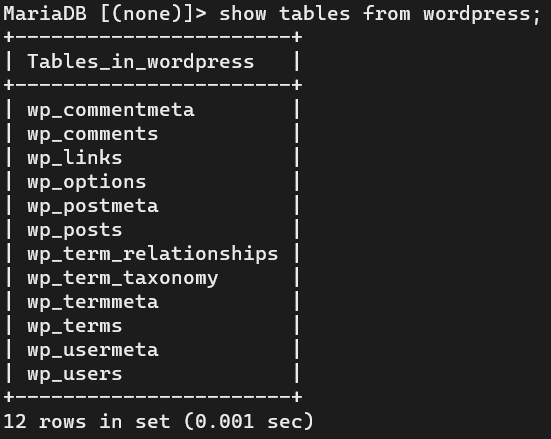 MariaDB [(none)]> show tables from wordpress;
+-----------------------+
| Tables_in_wordpress   |
+-----------------------+
| wp_commentmeta        |
| wp_comments           |
| wp_links              |
| wp_options            |
| wp_postmeta           |
| wp_posts              |
| wp_term_relationships |
| wp_term_taxonomy      |
| wp_termmeta           |
| wp_terms              |
| wp_usermeta           |
| wp_users              |
+-----------------------+
12 rows in set (0.001 sec)